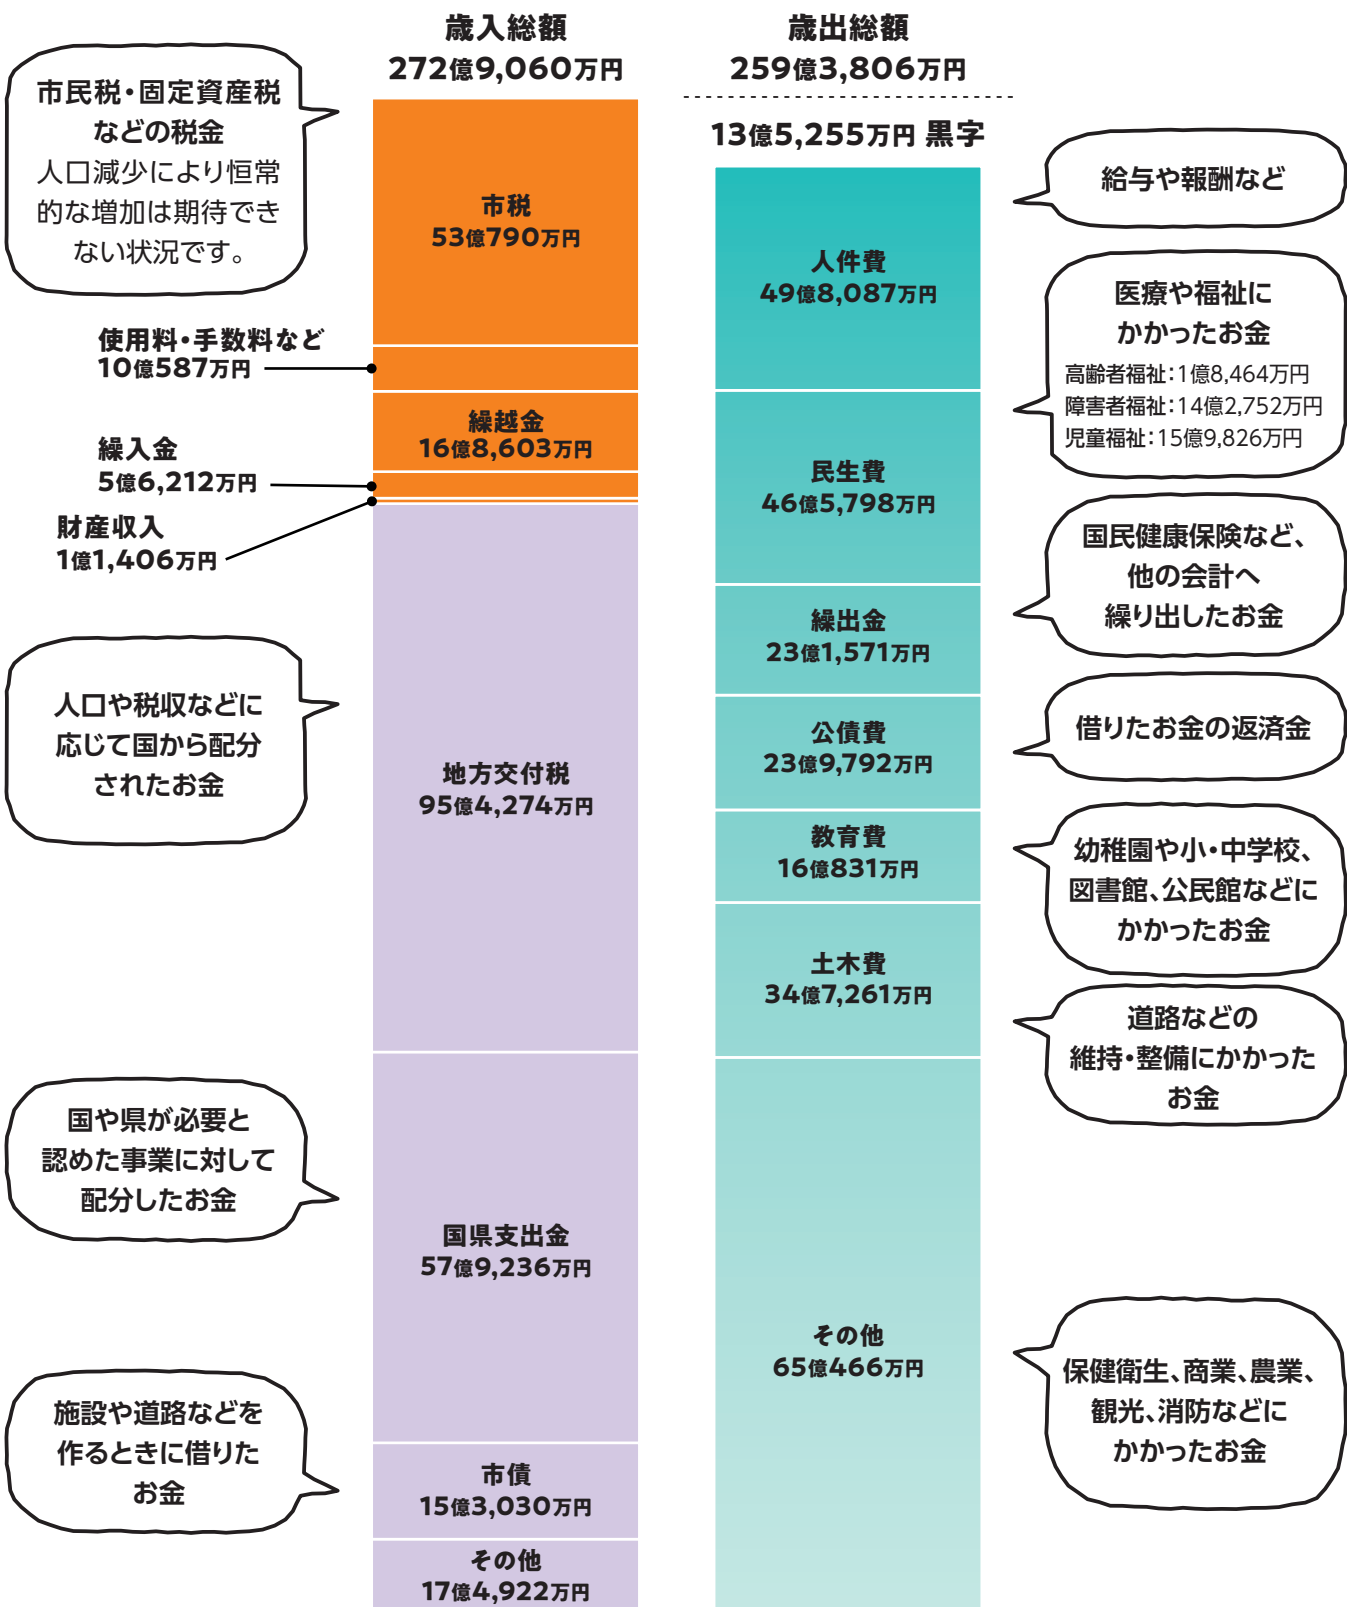 歳入総額
272億9,060万円
市民税・固定資産税
などの税金
人口減少により恒常
的な増加は期待でき
ない状況です。
市税
53億790万円
使用料・手数料など
10億587万円
繰越金
16億8,603万円
繰入金
5億6,212万円
財産収入
1億1,406万円
人口や税収などに
応じて国から配分
されたお金
地方交付税
95億4,274万円
国や県が必要と
認めた事業に対して
配分したお金
国県支出金
57億9,236万円
施設や道路などを
作るときに借りた
お金
市債
15億3,030万円
その他
17億4,922万円
歳出総額
259億3,806万円
13億5,255万円 黒字
給与や報酬など
人件費
49億8,087万円
医療や福祉に
かかったお金
高齢者福祉：1億8,464万円
障害者福祉：14億2,752万円
児童福祉：15億9,826万円
民生費
46億5,798万円
国民健康保険など、
他の会計へ
繰り出したお金
繰出金
23億1,571万円
借りたお金の返済金
公債費
23億9,792万円
幼稚園や小・中学校、
図書館、公民館などに
かかったお金
教育費
16億831万円
道路などの
維持・整備にかかった
お金
土木費
34億7,261万円
その他
65億466万円
保健衛生、商業、農業、
観光、消防などに
かかったお金